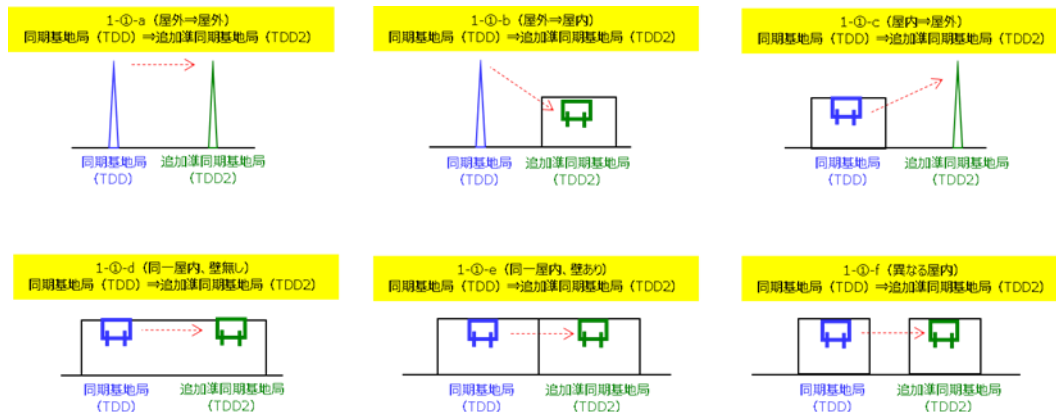 1-①-a（屋外⇒屋外）
同期基地局（TDD）⇒追加準同期基地局（TDD2）
同期基地局
（TDD）
追加準同期基地局
（TDD2）
1-①-b（屋外⇒屋内）
同期基地局（TDD）⇒追加準同期基地局（TDD2）
同期基地局
（TDD）
追加準同期基地局
（TDD2）
1-①-c（屋内⇒屋外）
同期基地局（TDD）⇒追加準同期基地局（TDD2）
同期基地局
（TDD）
追加準同期基地局
（TDD2）
1-①-d（同一屋内、壁無し）
同期基地局（TDD）⇒追加準同期基地局（TDD2）
同期基地局
（TDD）
追加準同期基地局
（TDD2）
1-①-e（同一屋内、壁あり）
同期基地局（TDD）⇒追加準同期基地局（TDD2）
同期基地局
（TDD）
追加準同期基地局
（TDD2）
1-①-f（異なる屋内）
同期基地局（TDD）⇒追加準同期基地局（TDD2）
同期基地局
（TDD）
追加準同期基地局
（TDD2）